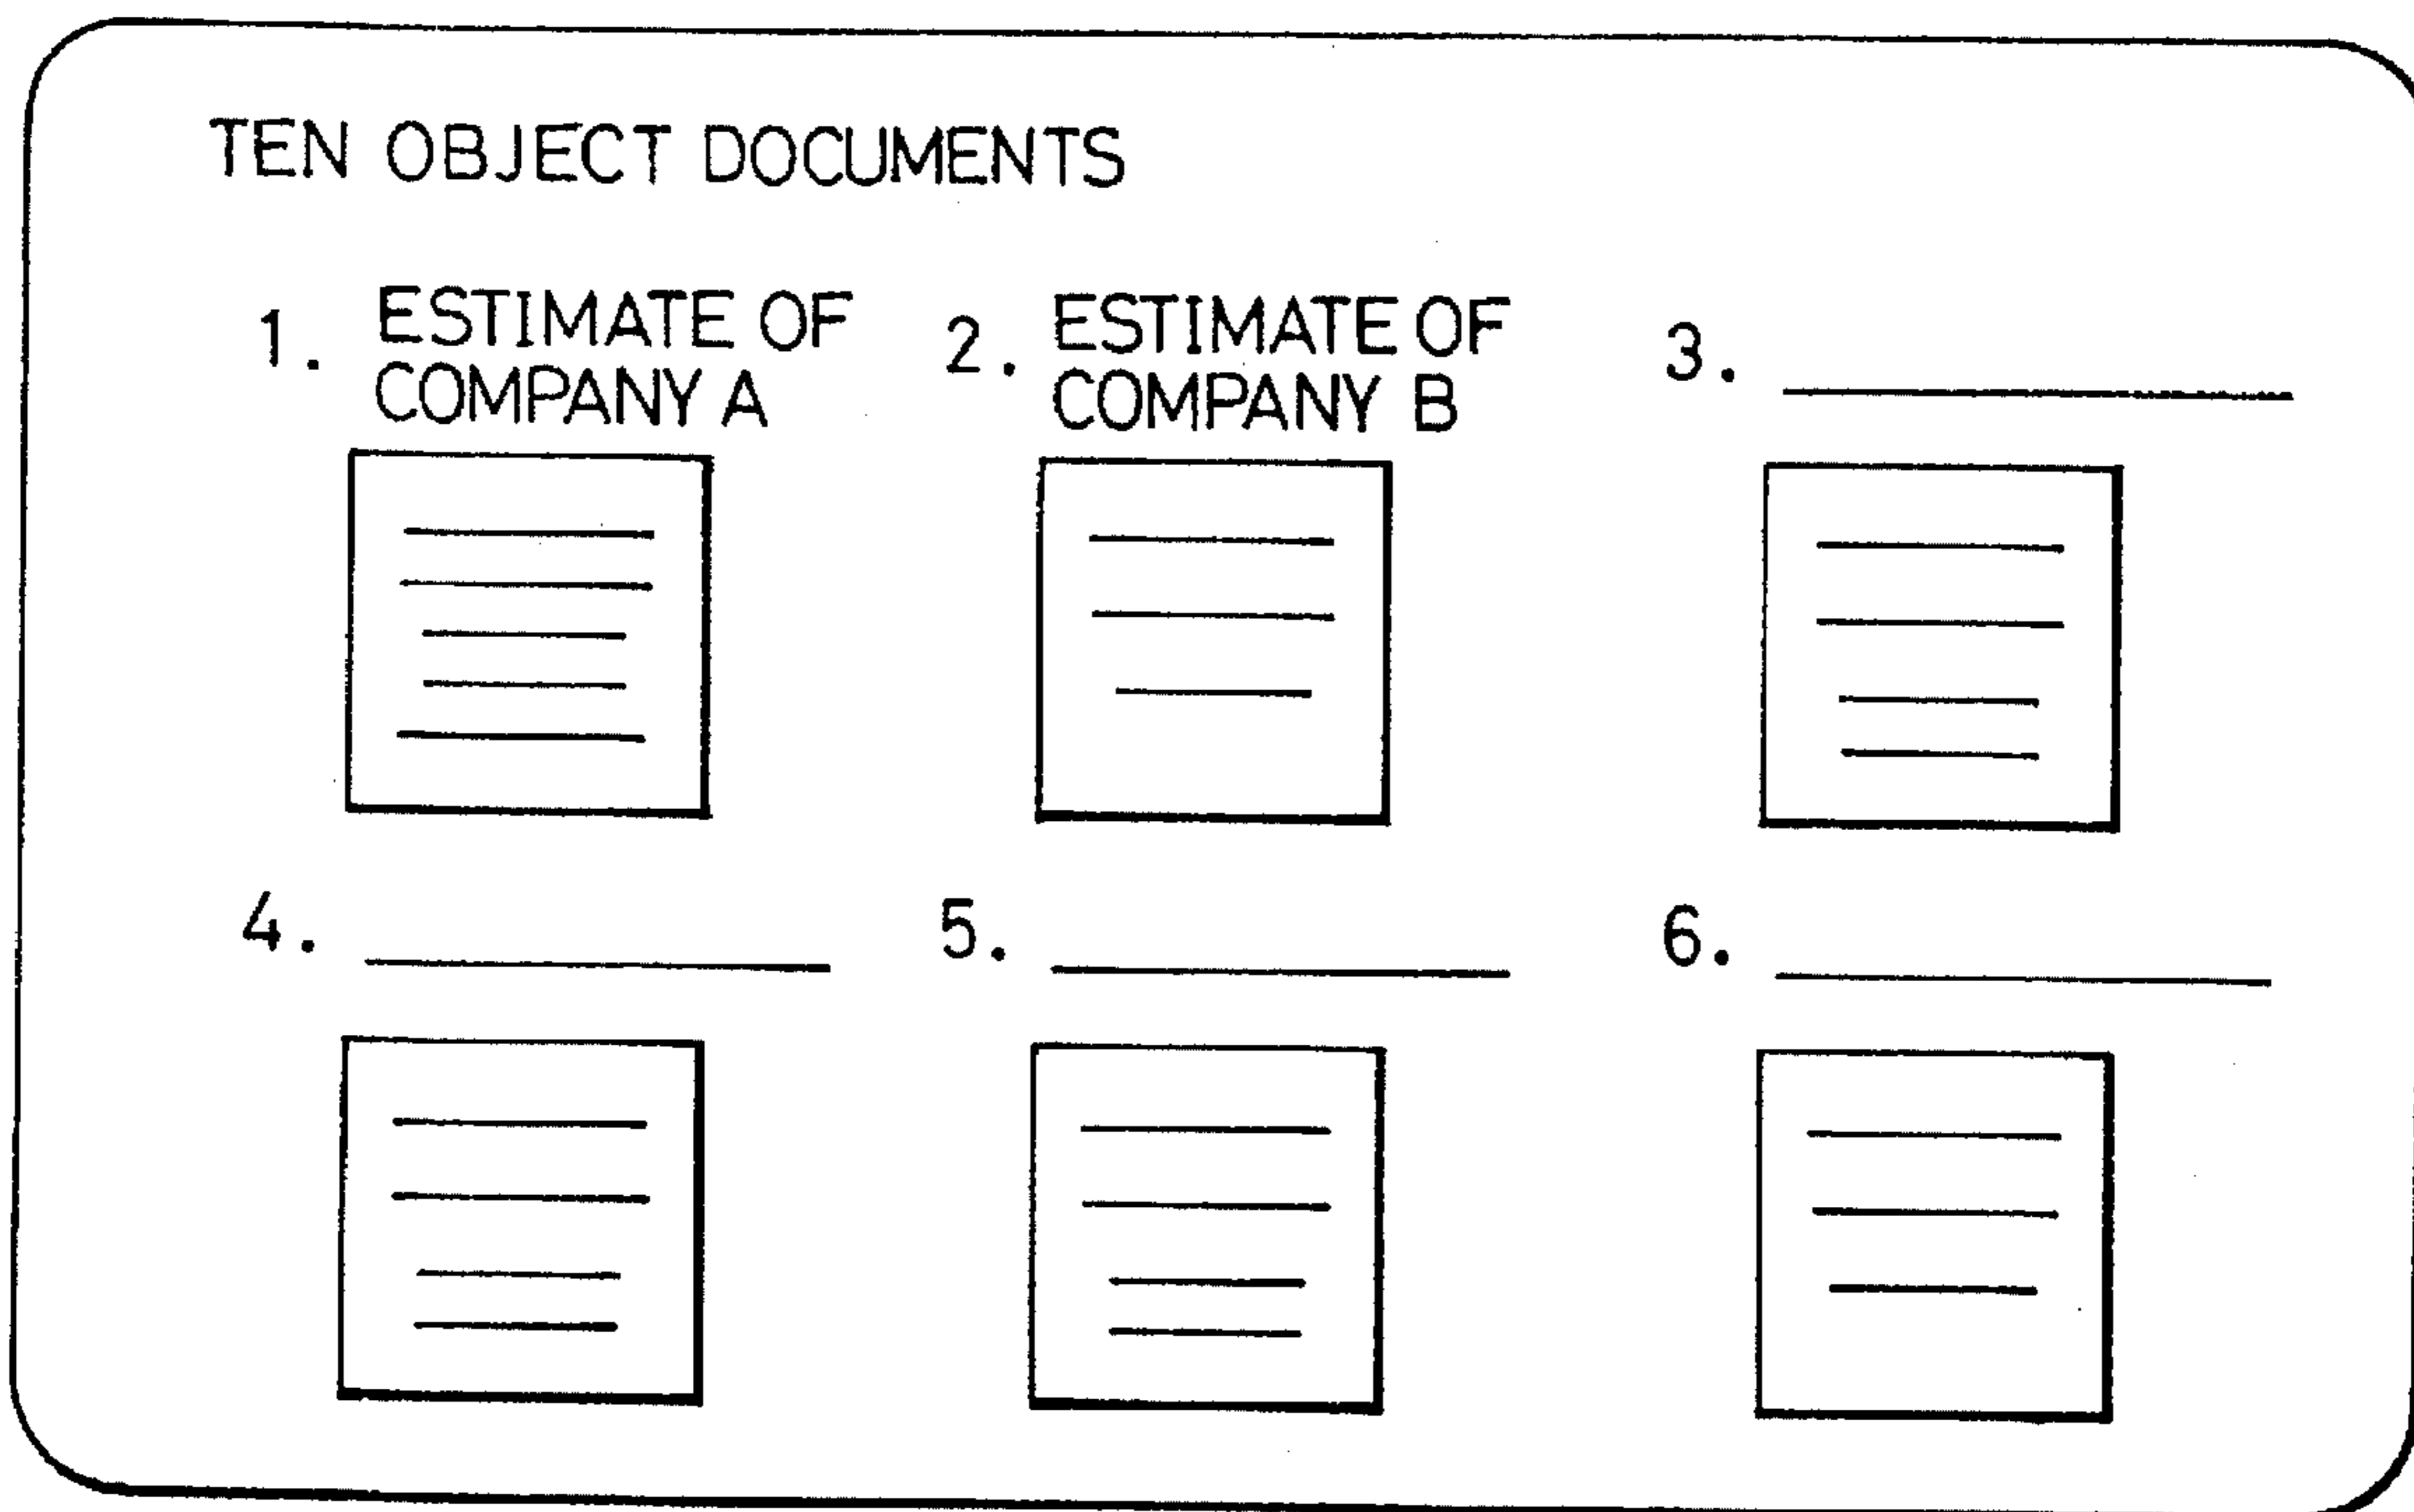 TEN OBJECT DOCUMENTS
1. ESTIMATE OF
COMPANY A
2. ESTIMATE OF
COMPANY B
3.
4.
5.
6.